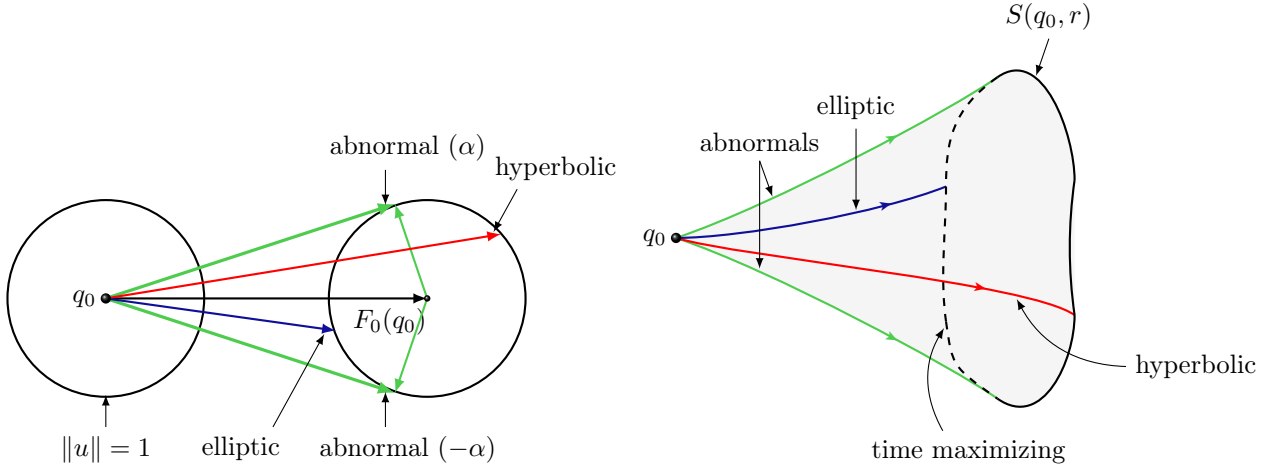 abnormal (α)
hyperbolic
q₀
F₀(q₀)
‖u‖ = 1
elliptic
abnormal (−α)
S(q₀, r)
elliptic
abnormals
q₀
hyperbolic
time maximizing